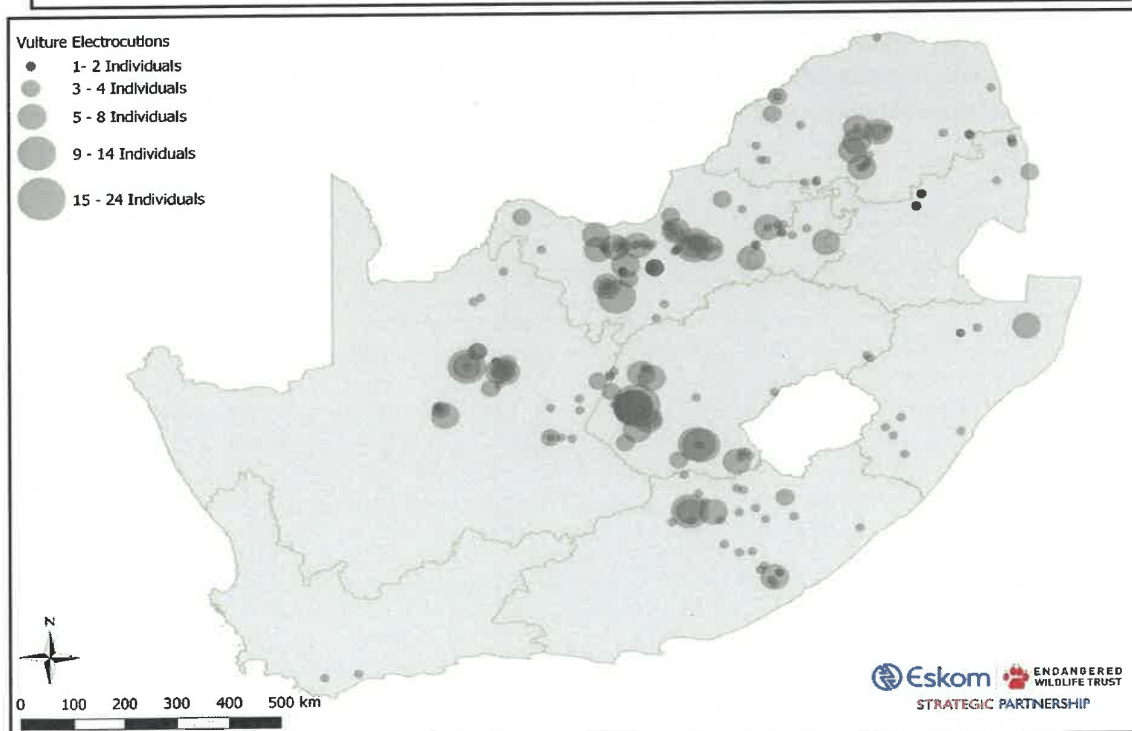 Vulture Electrocutions
1- 2 Individuals
3 - 4 Individuals
5 - 8 Individuals
9 - 14 Individuals
15 - 24 Individuals
N
0 100 200 300 400 500 km
Eskom
ENDANGERED
WILDLIFE TRUST
STRATEGIC PARTNERSHIP